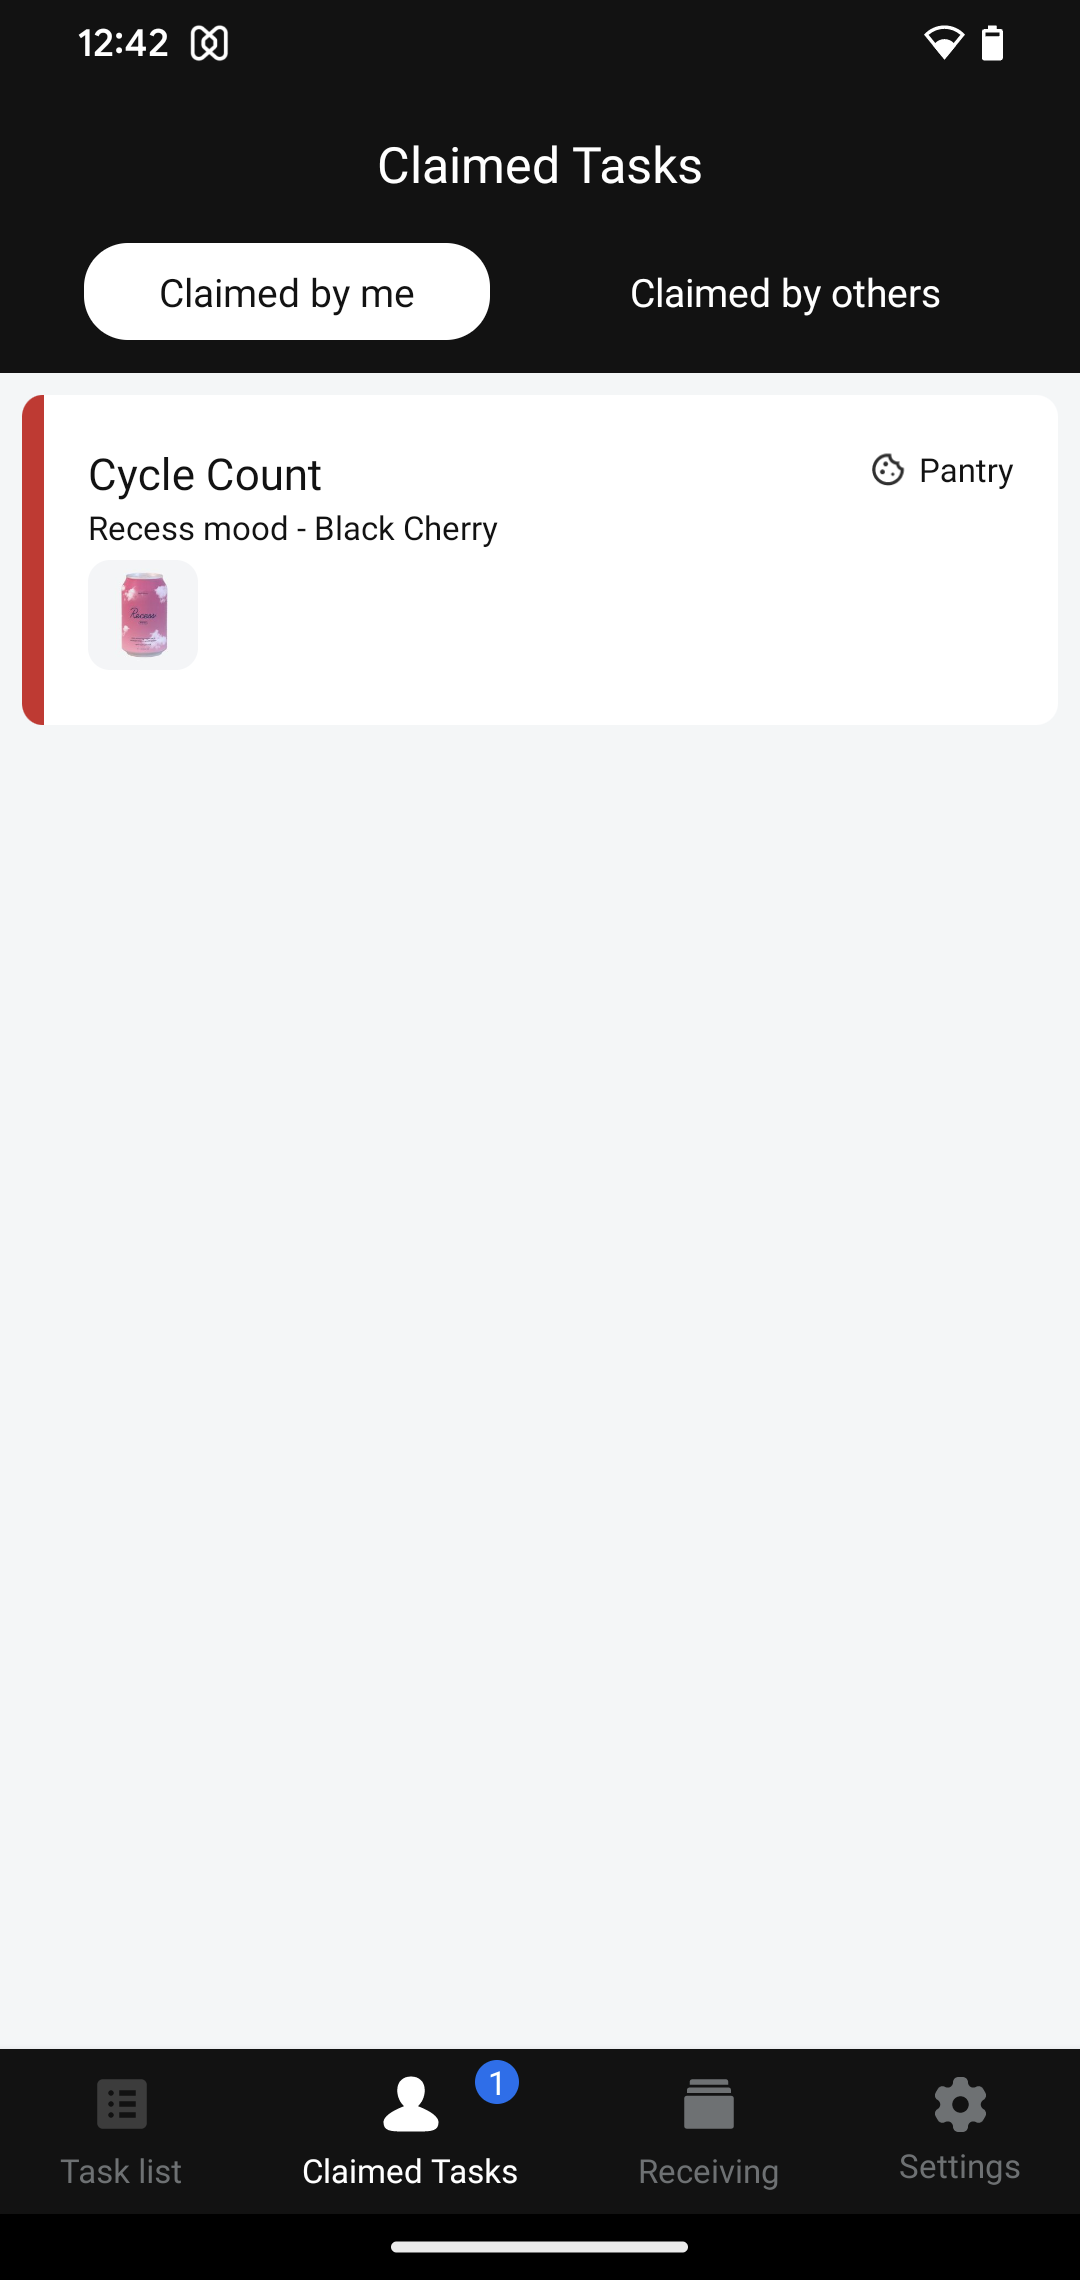 12:42
Claimed Tasks
Claimed by me
Claimed by others
Cycle Count
Pantry
Recess mood - Black Cherry
Recess
1
Task list
Claimed Tasks
Receiving
Settings